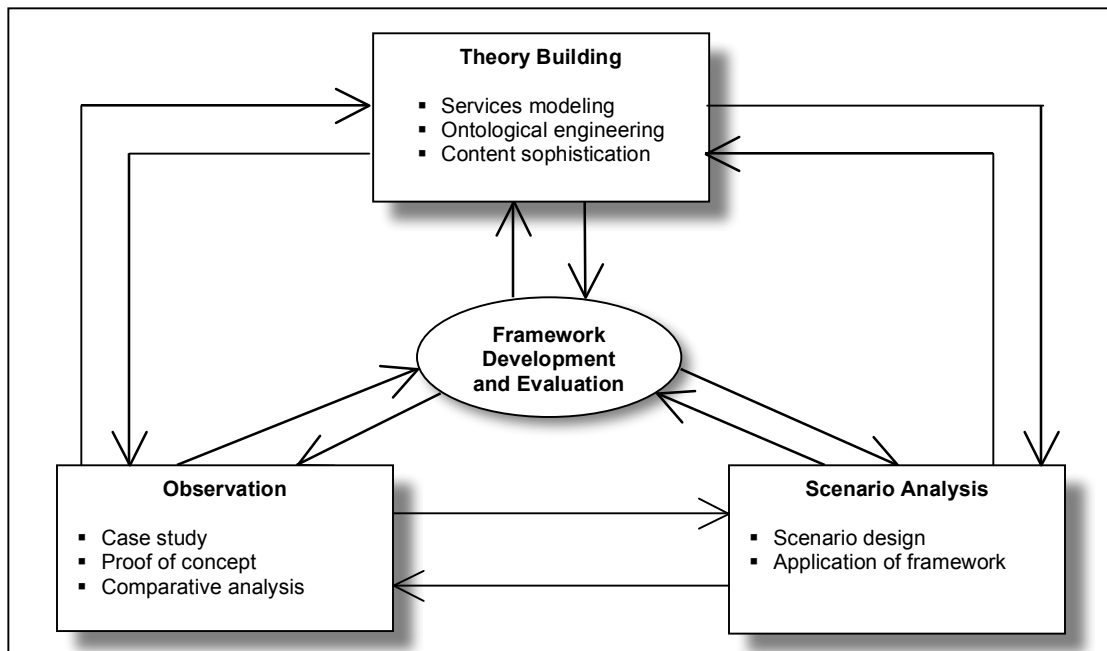 Theory Building
▪ Services modeling
▪ Ontological engineering
▪ Content sophistication
Framework
Development
and Evaluation
Observation
▪ Case study
▪ Proof of concept
▪ Comparative analysis
Scenario Analysis
▪ Scenario design
▪ Application of framework